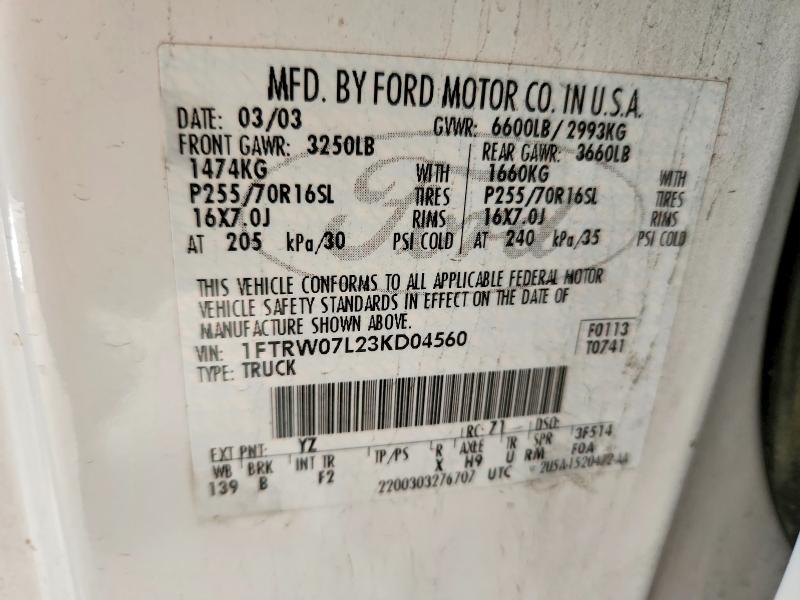 MFD. BY FORD MOTOR CO. IN U.S.A.
DATE: 03/03 GVWR: 6600LB/2993KG
FRONT GAWR: 3250LB REAR GAWR: 3660LB
1474KG WITH 1660KG WITH
P255/70R16SL TIRES P255/70R16SL TIRES
16X7.0J RIMS 16X7.0J RIMS
AT 205 kPa/30 PSI COLD AT 240 kPa/35 PSI COLD
Ford
THIS VEHICLE CONFORMS TO ALL APPLICABLE FEDERAL MOTOR
VEHICLE SAFETY STANDARDS IN EFFECT ON THE DATE OF
MANUFACTURE SHOWN ABOVE.
VIN: 1FTRW07L23KD04560 F0113
TYPE: TRUCK T0741
EXT PNT: YZ RC: Z1 DSO: 3F514
WB BRK INT TR TP/PS R AXLE TR SPR F0A
139 B F2 X H9 U RM
2200303276707 UTC